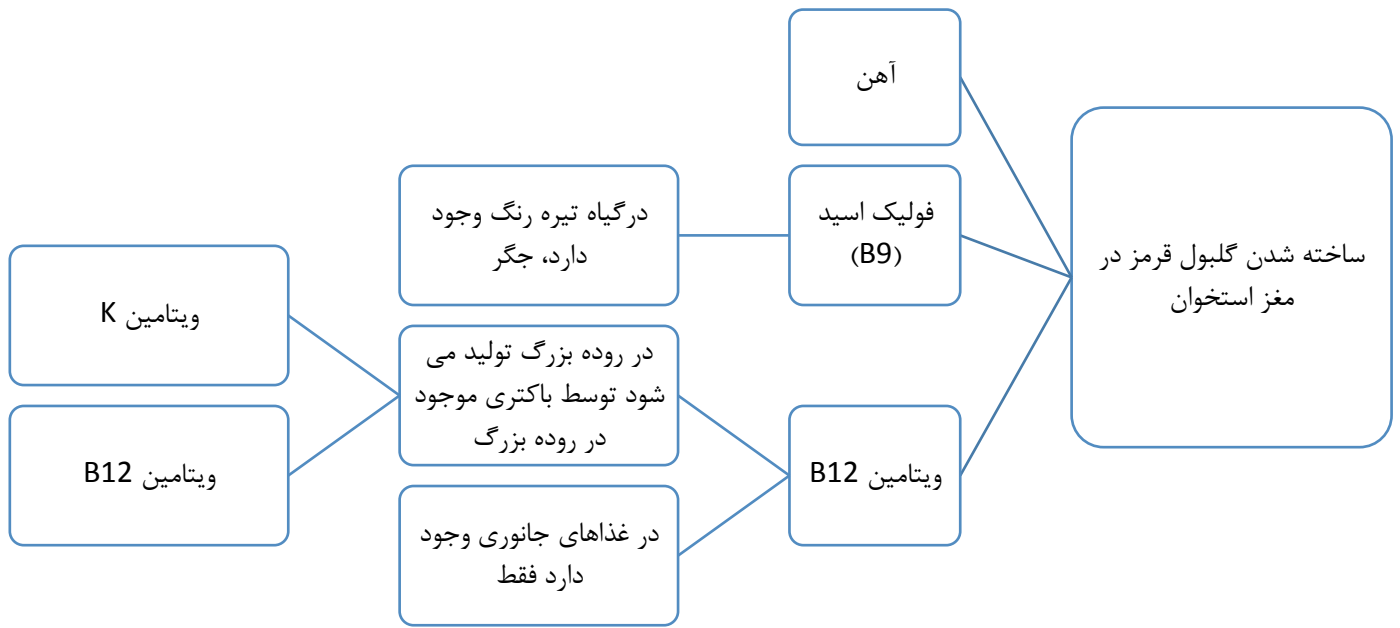 ساخته شدن گلبول قرمز در
مغز استخوان
آهن
فولیک اسید
(B9)
درگیاه تیره رنگ وجود
دارد، جگر
ویتامین B12
در روده بزرگ تولید می
شود توسط باکتری موجود
در روده بزرگ
ویتامین K
ویتامین B12
در غذاهای جانوری وجود
دارد فقط